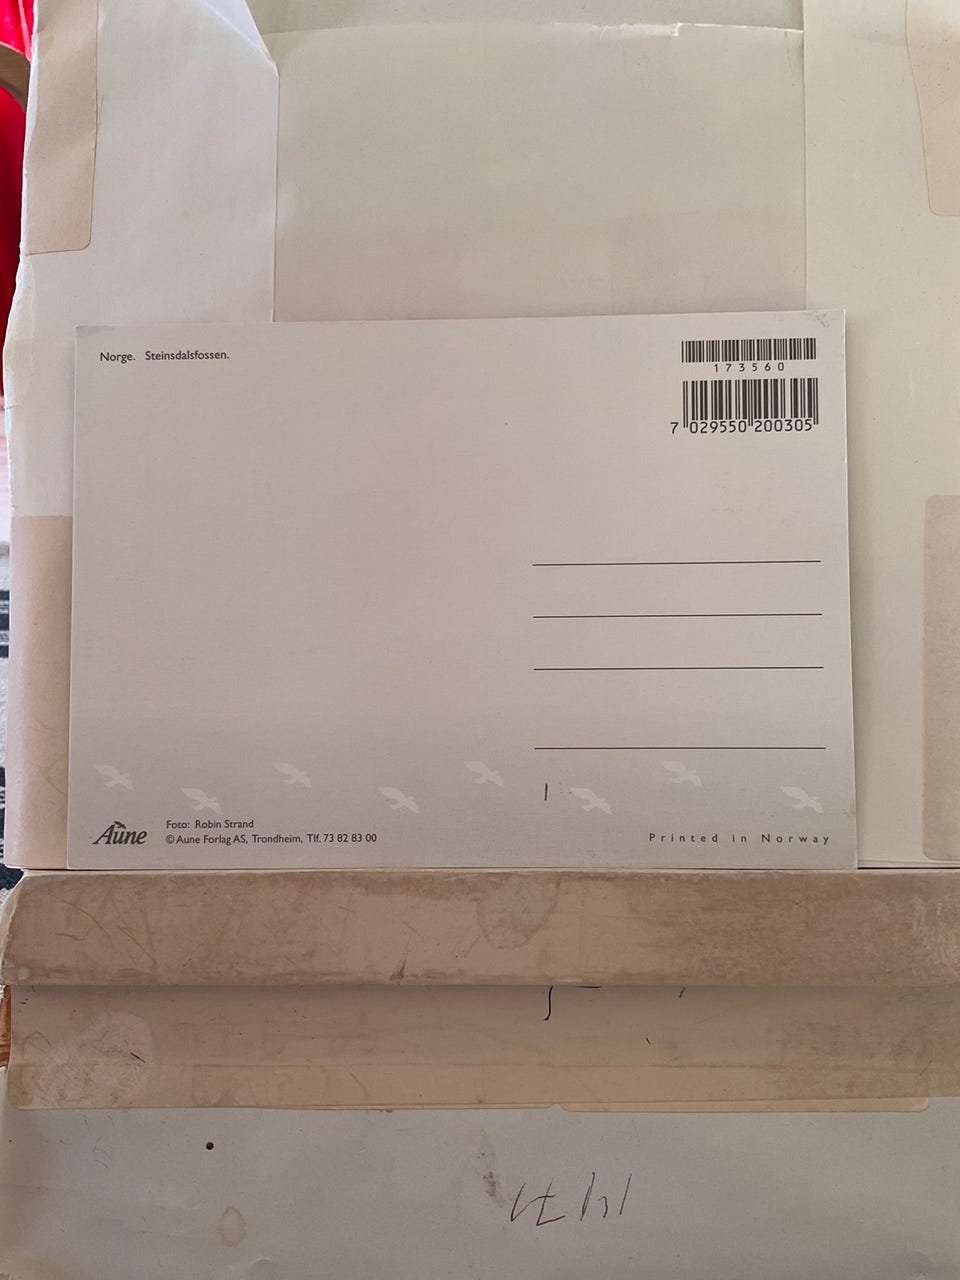 Norge. Steinsdalsfossen.
173560
7 029550 200305
Aune
Foto: Robin Strand
© Aune Forlag AS, Trondheim, Tlf. 73 82 83 00
Printed in Norway